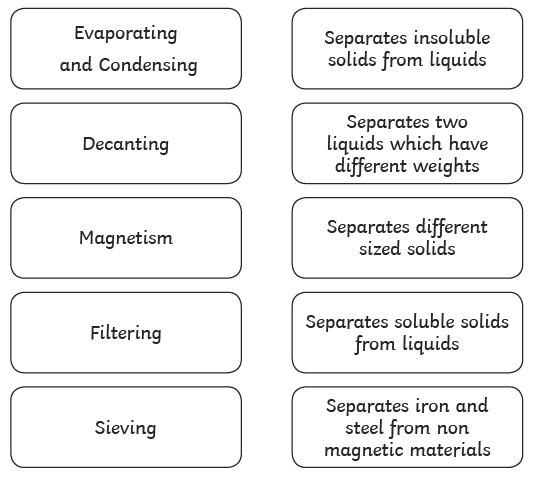 Evaporating
and Condensing
Separates insoluble
solids from liquids
Decanting
Separates two
liquids which have
different weights
Magnetism
Separates different
sized solids
Filtering
Separates soluble solids
from liquids
Sieving
Separates iron and
steel from non
magnetic materials